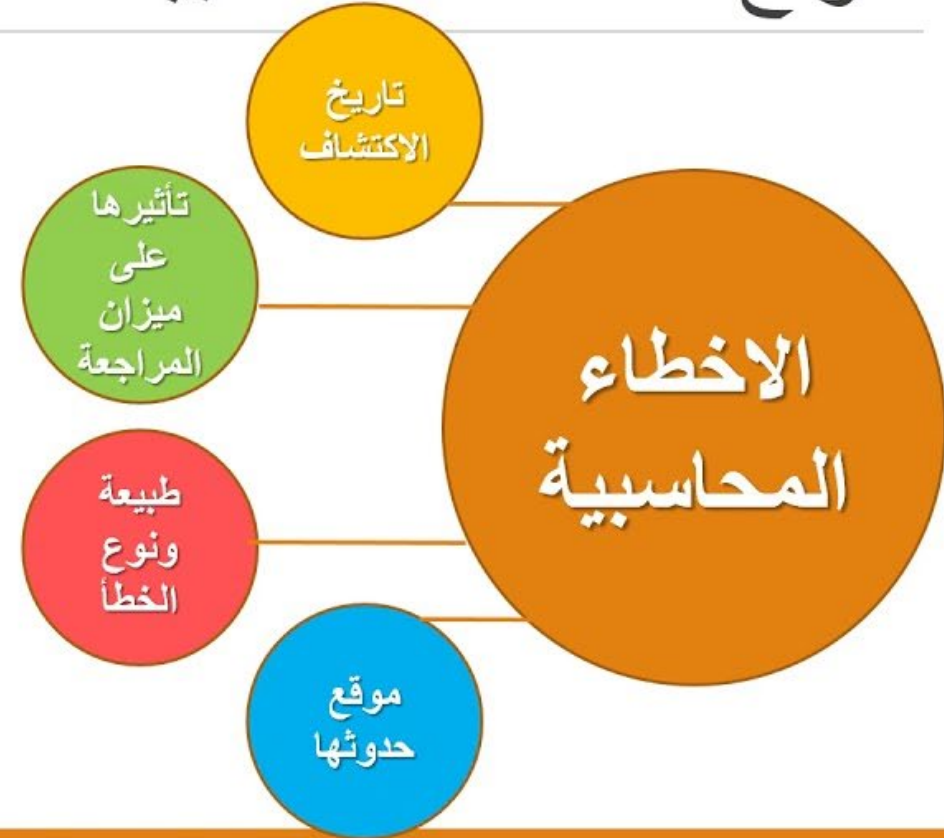 الاخطاء
المحاسبية
تاريخ
الاكتشاف
تأثيرها
على
ميزان
المراجعة
طبيعة
ونوع
الخطأ
موقع
حدوثها